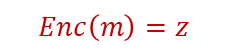 Enc(m) = z